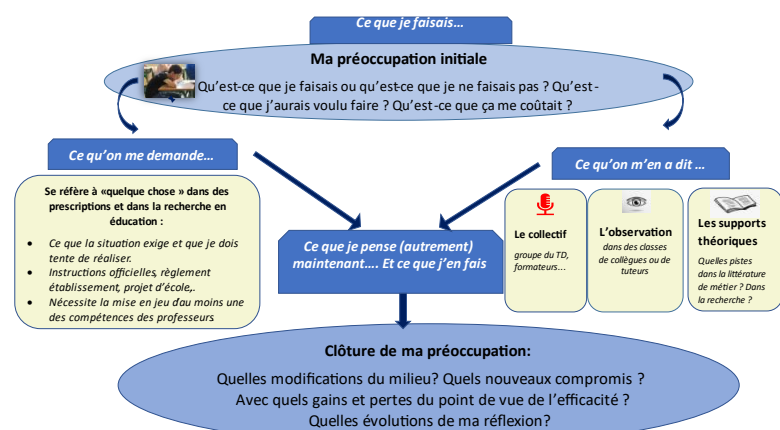 Ce que je faisais…
Ma préoccupation initiale
Qu'est-ce que je faisais ou qu'est-ce que je ne faisais pas ? Qu'est-
ce que j'aurais voulu faire ? Qu'est-ce que ça me coûtait ?
Ce qu'on me demande…
Se réfère à «quelque chose » dans des
prescriptions et dans la recherche en
éducation :
• Ce que la situation exige et que je dois
tente de réaliser.
• Instructions officielles, règlement
établissement, projet d'école,.
• Nécessite la mise en jeu d'au moins une
des compétences des professeurs
Ce que je pense (autrement)
maintenant…. Et ce que j'en fais
Ce qu'on m'en a dit …
Le collectif
groupe du TD,
formateurs…
L'observation
dans des classes
de collègues ou de
tuteurs
Les supports
théoriques
Quelles pistes
dans la littérature
de métier ? Dans
la recherche ?
Clôture de ma préoccupation:
Quelles modifications du milieu? Quels nouveaux compromis ?
Avec quels gains et pertes du point de vue de l'efficacité ?
Quelles évolutions de ma réflexion?